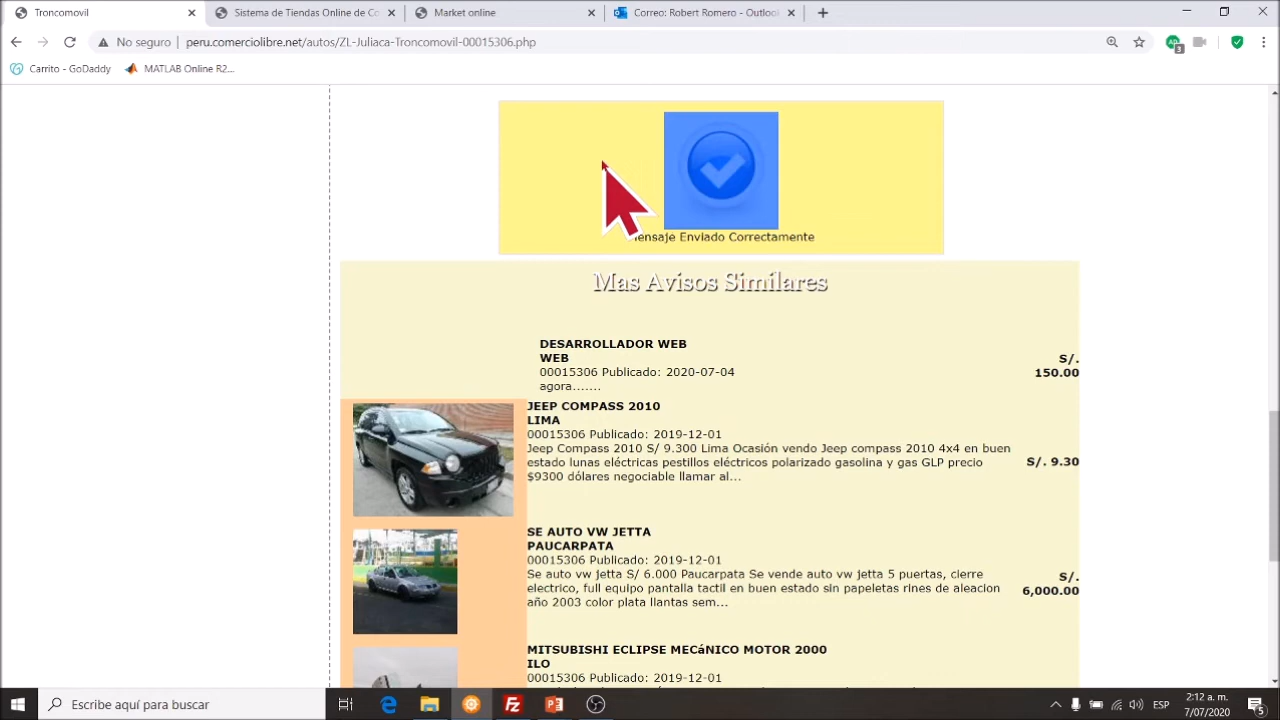 Troncomovil
Sistema de Tiendas Online de Co
Market online
Correo: Robert Romero - Outlook
No seguro
peru.comerciolibre.net/autos/ZL-Juliaca-Troncomovil-00015306.php
3
Carrito - GoDaddy
MATLAB Online R2...
Enviado Correctamente
Mas Avisos Similares
DESARROLLADOR WEB
WEB
00015306 Publicado: 2020-07-04
agora.......
S/.
150.00
JEEP COMPASS 2010
LIMA
00015306 Publicado: 2019-12-01
Jeep Compass 2010 S/ 9.300 Lima Ocasión vendo Jeep compass 2010 4x4 en buen
estado lunas eléctricas pestillos eléctricos polarizado gasolina y gas GLP precio
$9300 dólares negociable llamar al...
S/. 9.30
SE AUTO VW JETTA
PAUCARPATA
00015306 Publicado: 2019-12-01
Se auto vw jetta S/ 6.000 Paucarpata Se vende auto vw jetta 5 puertas, cierre
electrico, full equipo pantalla tactil en buen estado sin papeletas rines de aleacion
año 2003 color plata llantas sem...
S/.
6,000.00
MITSUBISHI ECLIPSE MECáNICO MOTOR 2000
ILO
00015306 Publicado: 2019-12-01
Escribe aquí para buscar
ESP
2:12 a. m.
7/07/2020
5